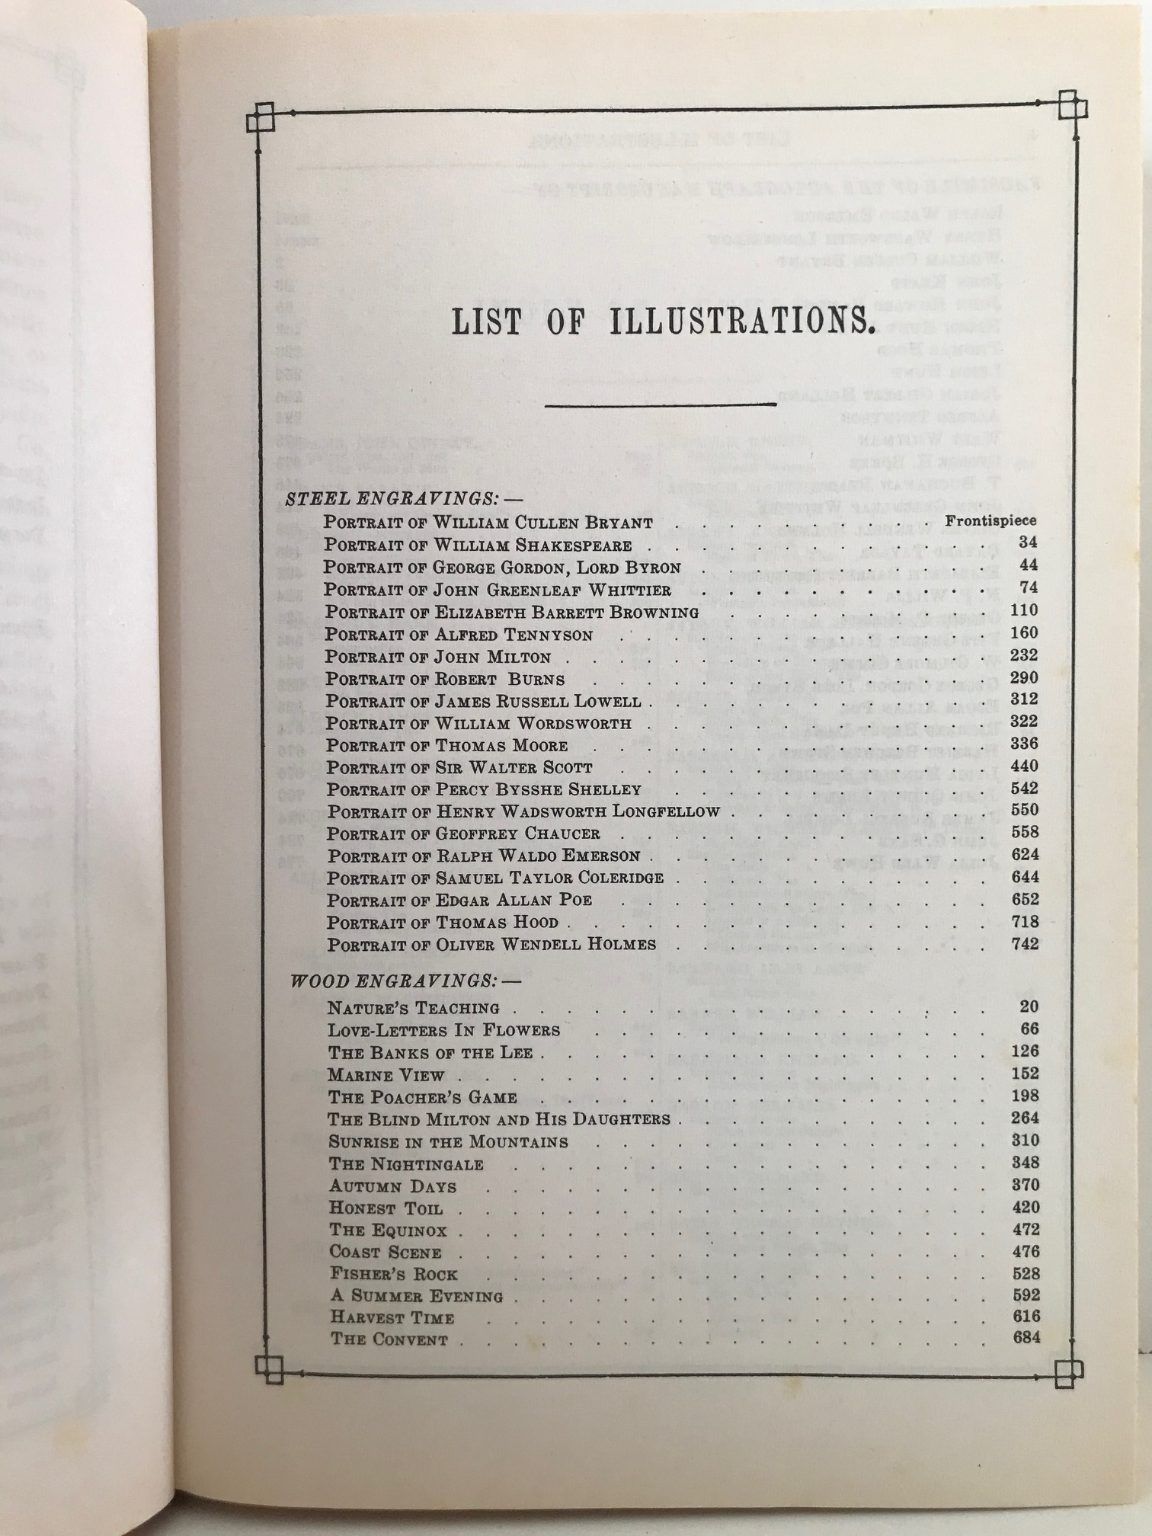 LIST OF ILLUSTRATIONS.
STEEL ENGRAVINGS:—
PORTRAIT OF WILLIAM CULLEN BRYANT . . . . . . . . . . Frontispiece
PORTRAIT OF WILLIAM SHAKESPEARE . . . . . . . . . . . . . 34
PORTRAIT OF GEORGE GORDON, LORD BYRON . . . . . . . . . . . 44
PORTRAIT OF JOHN GREENLEAF WHITTIER . . . . . . . . . . . 74
PORTRAIT OF ELIZABETH BARRETT BROWNING . . . . . . . . . . 110
PORTRAIT OF ALFRED TENNYSON . . . . . . . . . . . . . . 160
PORTRAIT OF JOHN MILTON . . . . . . . . . . . . . . . . 232
PORTRAIT OF ROBERT BURNS . . . . . . . . . . . . . . . 290
PORTRAIT OF JAMES RUSSELL LOWELL . . . . . . . . . . . . . 312
PORTRAIT OF WILLIAM WORDSWORTH . . . . . . . . . . . . . 322
PORTRAIT OF THOMAS MOORE . . . . . . . . . . . . . . . 336
PORTRAIT OF SIR WALTER SCOTT . . . . . . . . . . . . . . 440
PORTRAIT OF PERCY BYSSHE SHELLEY . . . . . . . . . . . . 542
PORTRAIT OF HENRY WADSWORTH LONGFELLOW . . . . . . . . . . 550
PORTRAIT OF GEOFFREY CHAUCER . . . . . . . . . . . . . . 558
PORTRAIT OF RALPH WALDO EMERSON . . . . . . . . . . . . . 624
PORTRAIT OF SAMUEL TAYLOR COLERIDGE . . . . . . . . . . . . 644
PORTRAIT OF EDGAR ALLAN POE . . . . . . . . . . . . . . 652
PORTRAIT OF THOMAS HOOD . . . . . . . . . . . . . . . . 718
PORTRAIT OF OLIVER WENDELL HOLMES . . . . . . . . . . . . 742
WOOD ENGRAVINGS:—
NATURE'S TEACHING . . . . . . . . . . . . . . . . . . 20
LOVE-LETTERS IN FLOWERS . . . . . . . . . . . . . . . 66
THE BANKS OF THE LEE . . . . . . . . . . . . . . . . . 126
MARINE VIEW . . . . . . . . . . . . . . . . . . . . 152
THE POACHER'S GAME . . . . . . . . . . . . . . . . . 198
THE BLIND MILTON AND HIS DAUGHTERS . . . . . . . . . . . . 264
SUNRISE IN THE MOUNTAINS . . . . . . . . . . . . . . . 310
THE NIGHTINGALE . . . . . . . . . . . . . . . . . . 348
AUTUMN DAYS . . . . . . . . . . . . . . . . . . . 370
HONEST TOIL . . . . . . . . . . . . . . . . . . . . 420
THE EQUINOX . . . . . . . . . . . . . . . . . . . . 472
COAST SCENE . . . . . . . . . . . . . . . . . . . . 476
FISHER'S ROCK . . . . . . . . . . . . . . . . . . . 528
A SUMMER EVENING . . . . . . . . . . . . . . . . . . 592
HARVEST TIME . . . . . . . . . . . . . . . . . . . 616
THE CONVENT . . . . . . . . . . . . . . . . . . . . 684